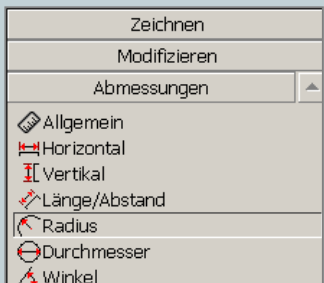 Zeichnen
Modifizieren
Abmessungen
Allgemein
Horizontal
Vertikal
Länge/Abstand
Radius
Durchmesser
Winkel